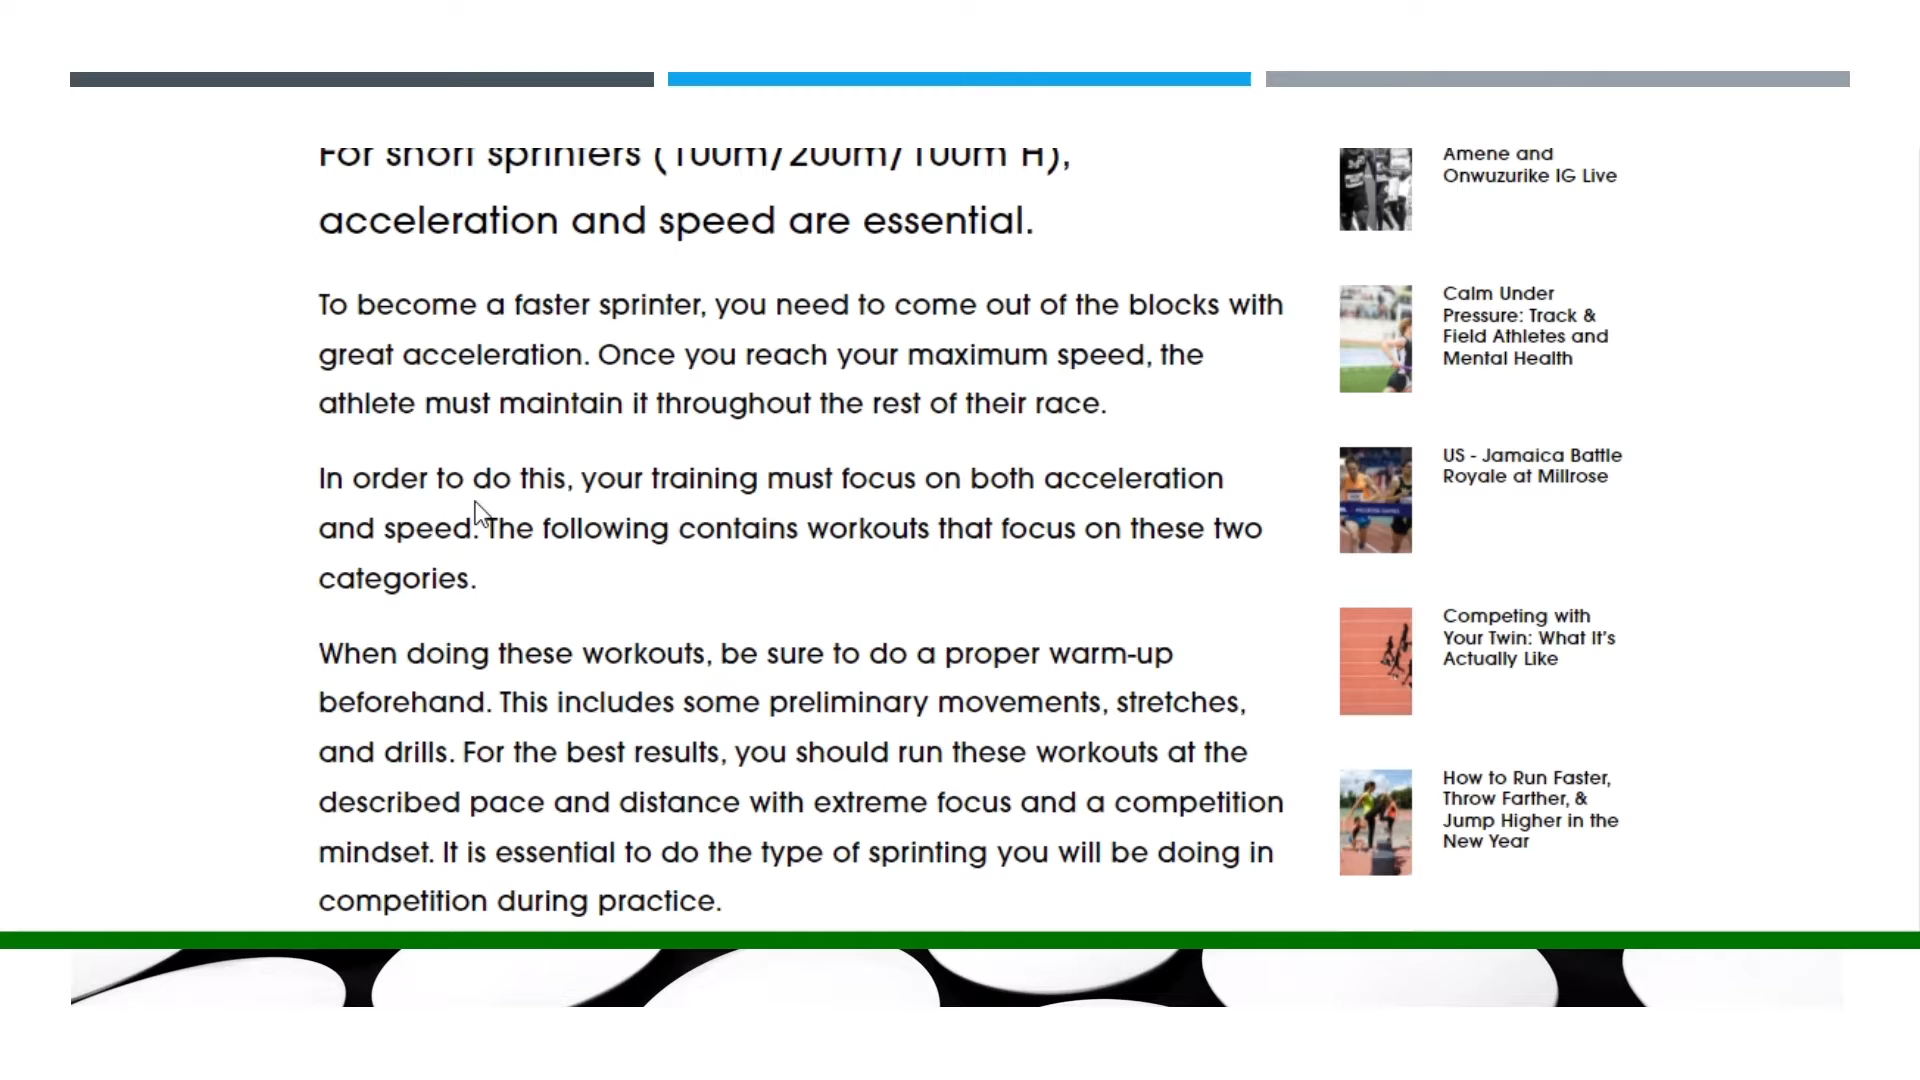 For short sprinters (100m/200m/100m H),
acceleration and speed are essential.
To become a faster sprinter, you need to come out of the blocks with
great acceleration. Once you reach your maximum speed, the
athlete must maintain it throughout the rest of their race.
In order to do this, your training must focus on both acceleration
and speed. The following contains workouts that focus on these two
categories.
When doing these workouts, be sure to do a proper warm-up
beforehand. This includes some preliminary movements, stretches,
and drills. For the best results, you should run these workouts at the
described pace and distance with extreme focus and a competition
mindset. It is essential to do the type of sprinting you will be doing in
competition during practice.
Amene and
Onwuzurike IG Live
Calm Under
Pressure: Track &
Field Athletes and
Mental Health
US - Jamaica Battle
Royale at Millrose
Competing with
Your Twin: What It's
Actually Like
How to Run Faster,
Throw Farther, &
Jump Higher in the
New Year